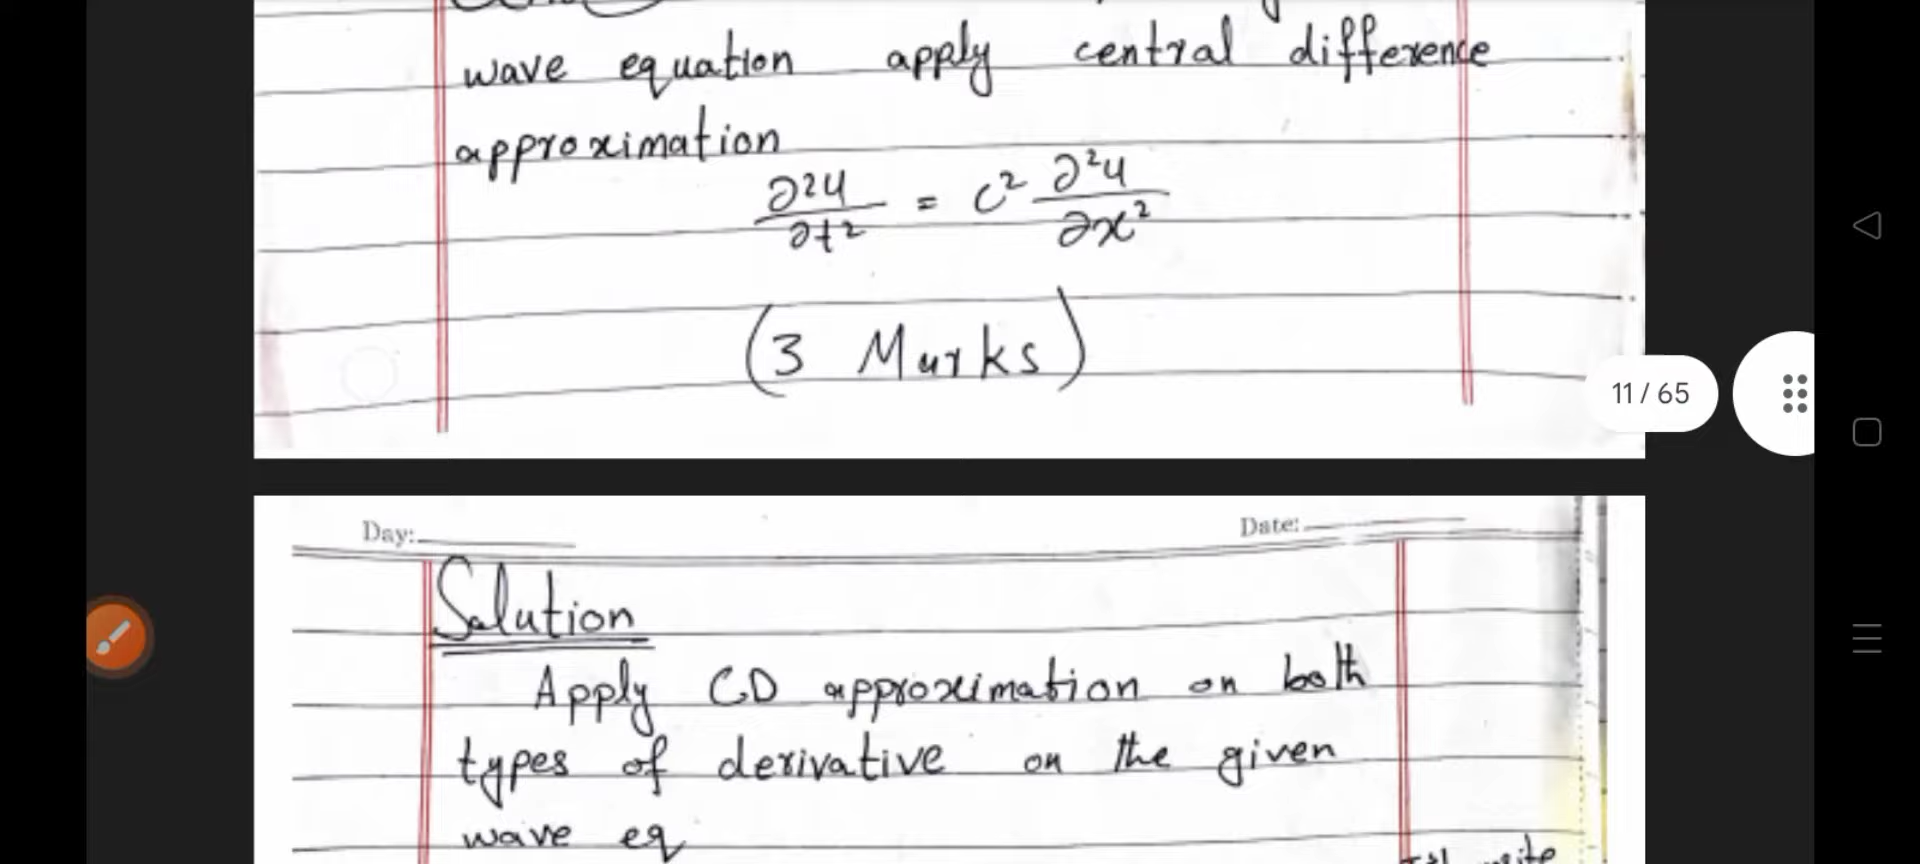 wave equation apply central difference
approximation
∂²u/∂t² = c² ∂²u/∂x²
(3 Marks)
11 / 65
Day:
Date:
Solution
Apply CD approximation on both
types of derivative on the given
wave eq
write